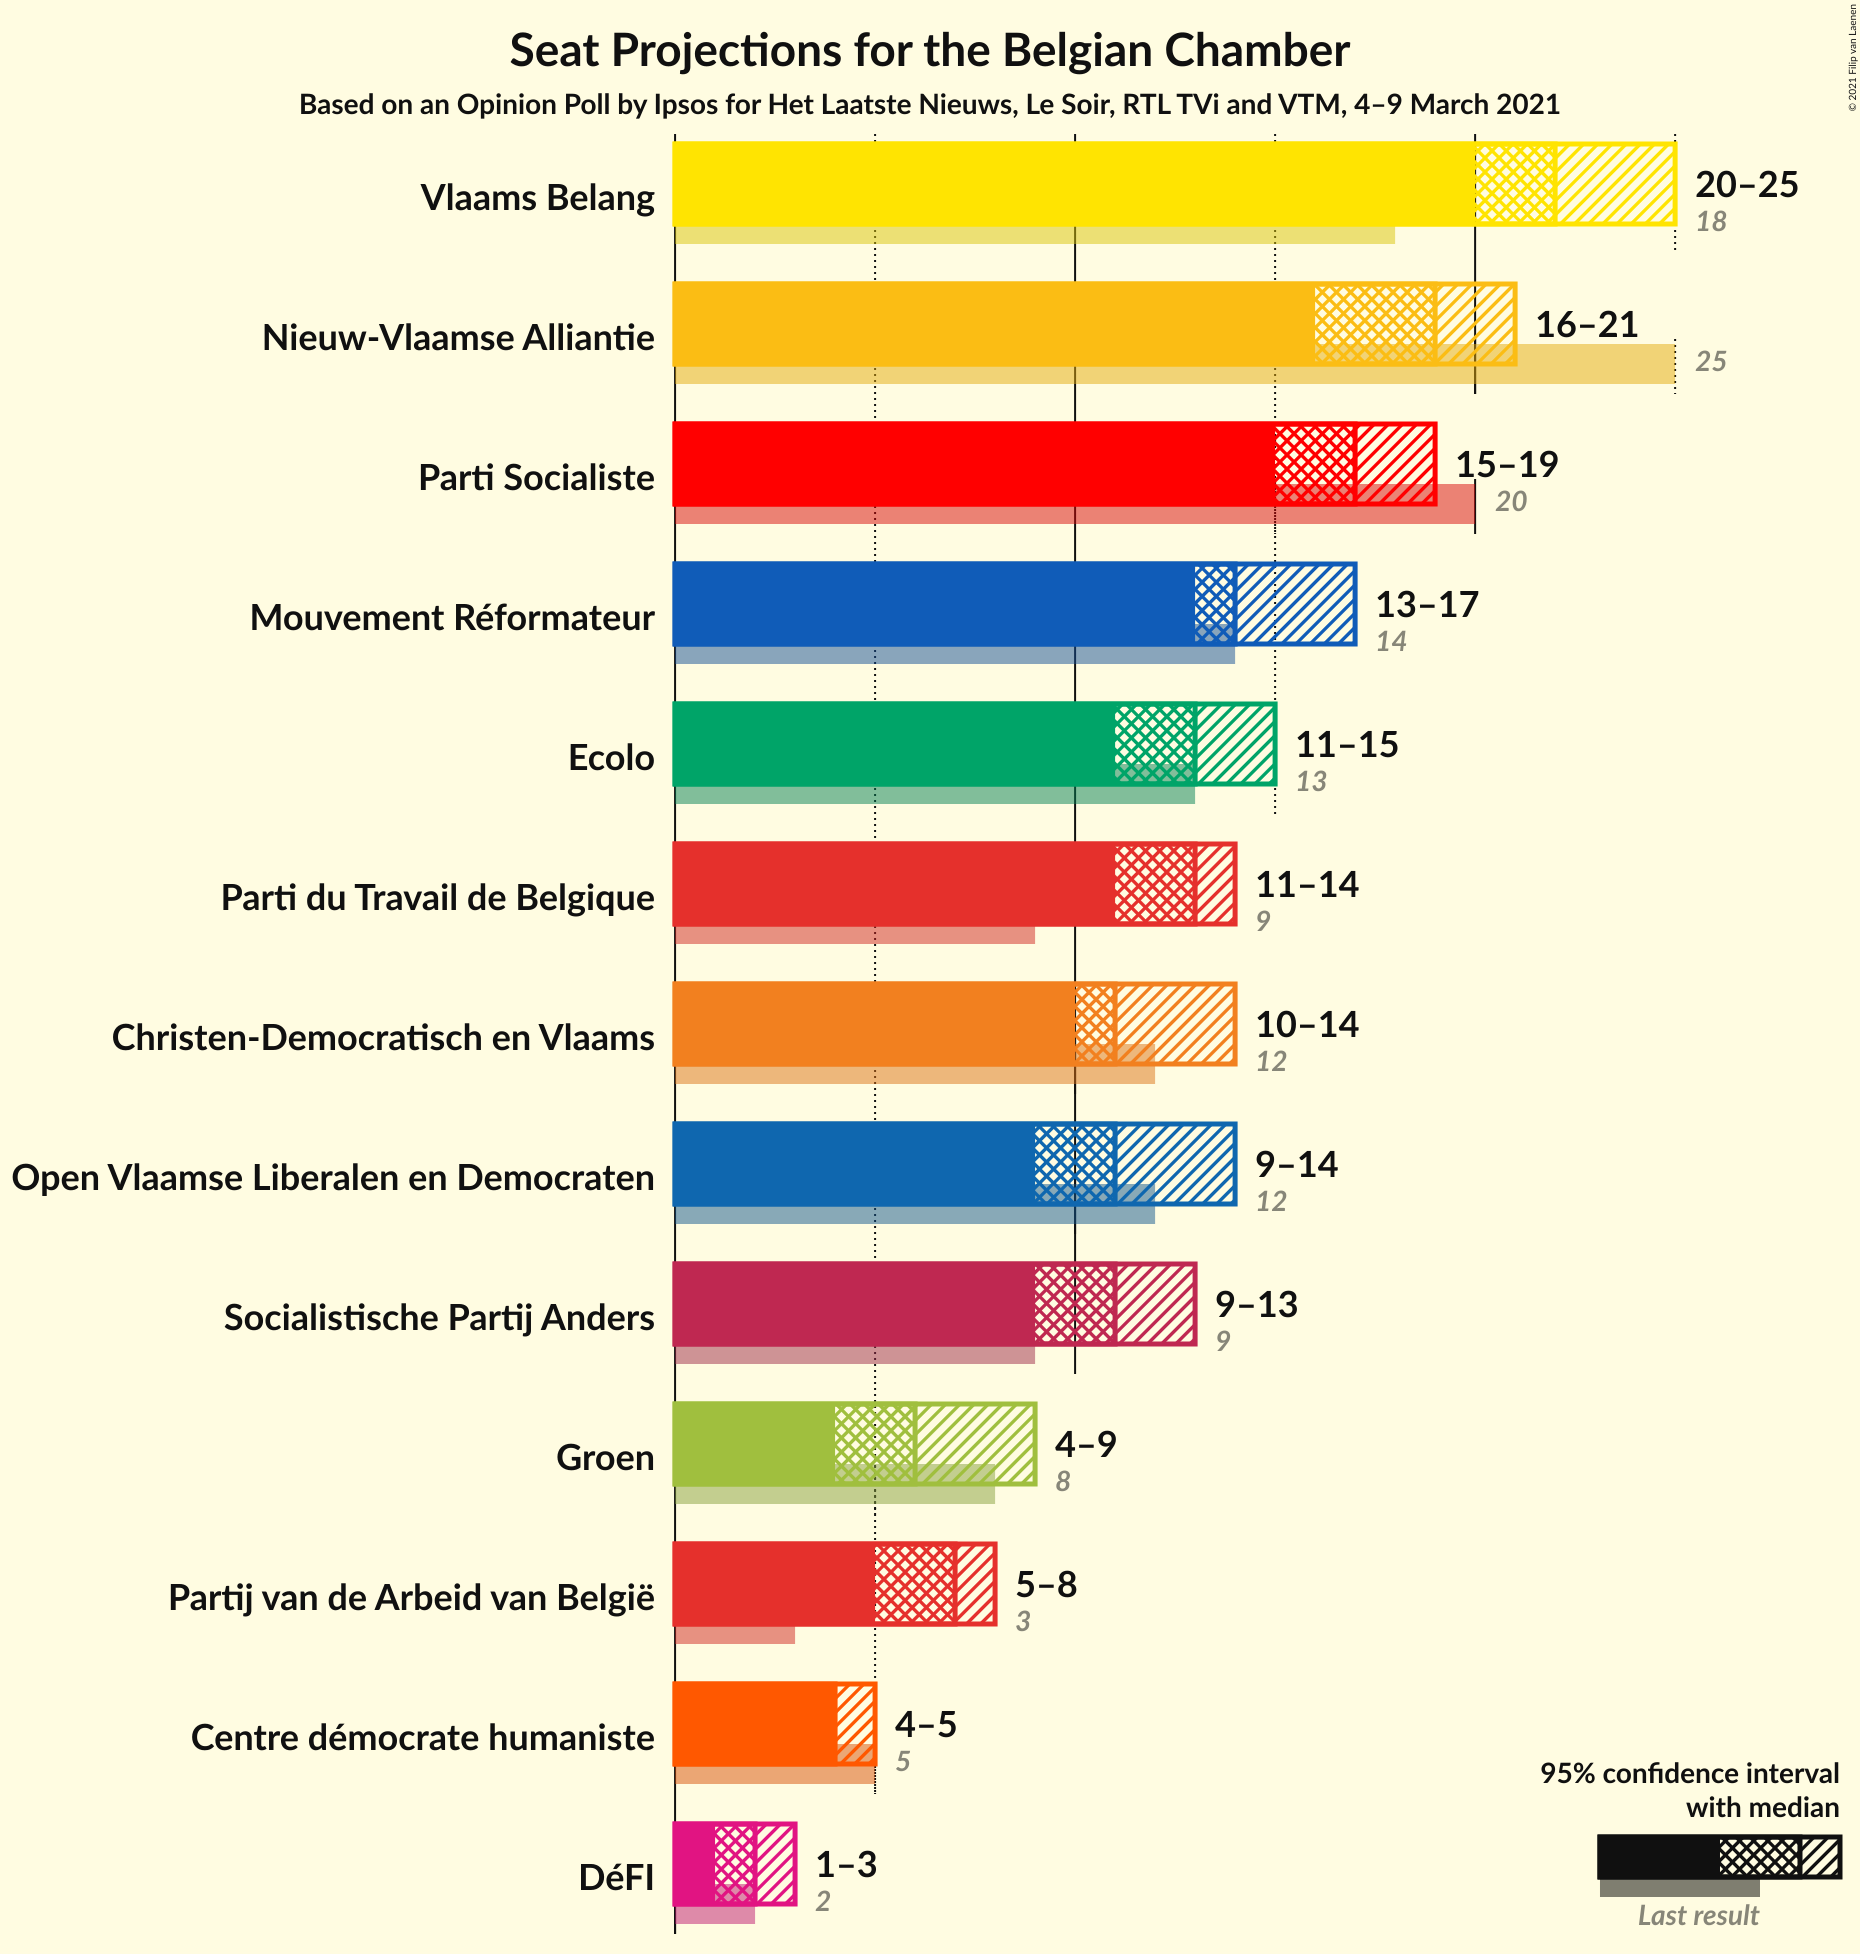 Seat Projections for the Belgian Chamber
Based on an Opinion Poll by Ipsos for Het Laatste Nieuws, Le Soir, RTL TVi and VTM, 4–9 March 2021
© 2021 Filip van Laenen
Vlaams Belang
20–25
18
Nieuw-Vlaamse Alliantie
16–21
25
Parti Socialiste
15–19
20
Mouvement Réformateur
13–17
14
Ecolo
11–15
13
Parti du Travail de Belgique
11–14
9
Christen-Democratisch en Vlaams
10–14
12
Open Vlaamse Liberalen en Democraten
9–14
12
Socialistische Partij Anders
9–13
9
Groen
4–9
8
Partij van de Arbeid van België
5–8
3
Centre démocrate humaniste
4–5
5
DéFI
1–3
2
95% confidence interval
with median
Last result